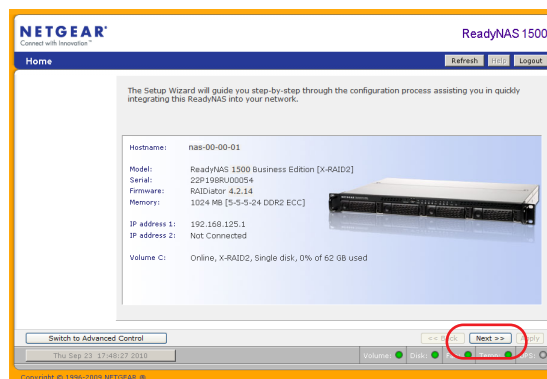 NETGEAR®
Connect with Innovation™
ReadyNAS 1500
Home
Refresh Help Logout
The Setup Wizard will guide you step-by-step through the configuration process assisting you in quickly
integrating this ReadyNAS into your network.
Hostname: nas-00-00-01
Model: ReadyNAS 1500 Business Edition [X-RAID2]
Serial: 22P19BRU00054
Firmware: RAIDiator 4.2.14
Memory: 1024 MB [5-5-5-24 DDR2 ECC]
IP address 1: 192.168.125.1
IP address 2: Not Connected
Volume C: Online, X-RAID2, Single disk, 0% of 62 GB used
Switch to Advanced Control
<< Back Next >> Apply
Thu Sep 23 17:48:27 2010
Volume: Disk: Temp: UPS:
Copyright © 1996-2009 NETGEAR ®